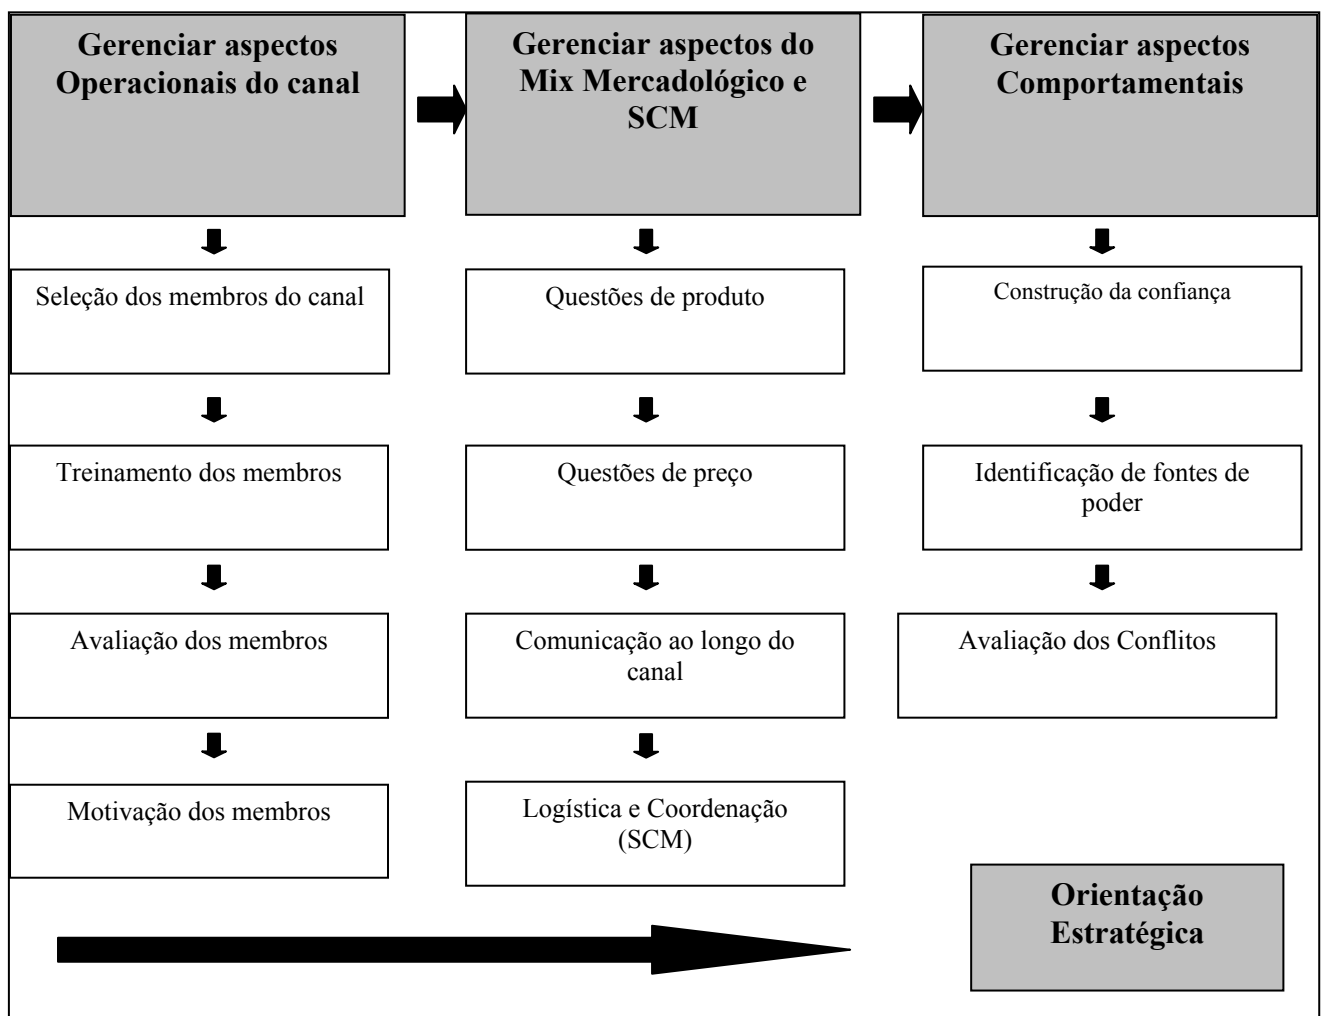 Gerenciar aspectos
Operacionais do canal
Gerenciar aspectos do
Mix Mercadológico e
SCM
Gerenciar aspectos
Comportamentais
Seleção dos membros do canal
Questões de produto
Construção da confiança
Treinamento dos membros
Questões de preço
Identificação de fontes de
poder
Avaliação dos membros
Comunicação ao longo do
canal
Avaliação dos Conflitos
Motivação dos membros
Logística e Coordenação
(SCM)
Orientação
Estratégica